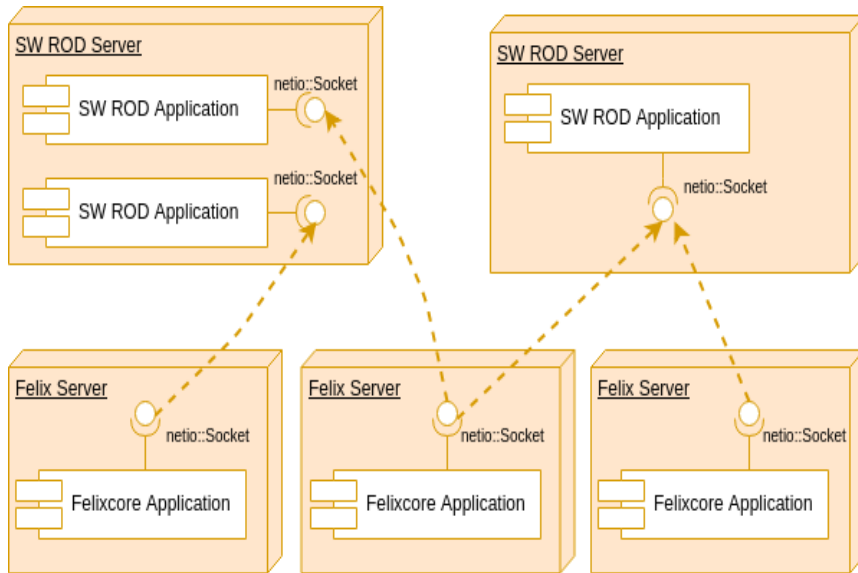 SW ROD Server
netio::Socket
SW ROD Application
netio::Socket
SW ROD Application
SW ROD Server
SW ROD Application
netio::Socket
Felix Server
netio::Socket
Felixcore Application
Felix Server
netio::Socket
Felixcore Application
Felix Server
netio::Socket
Felixcore Application